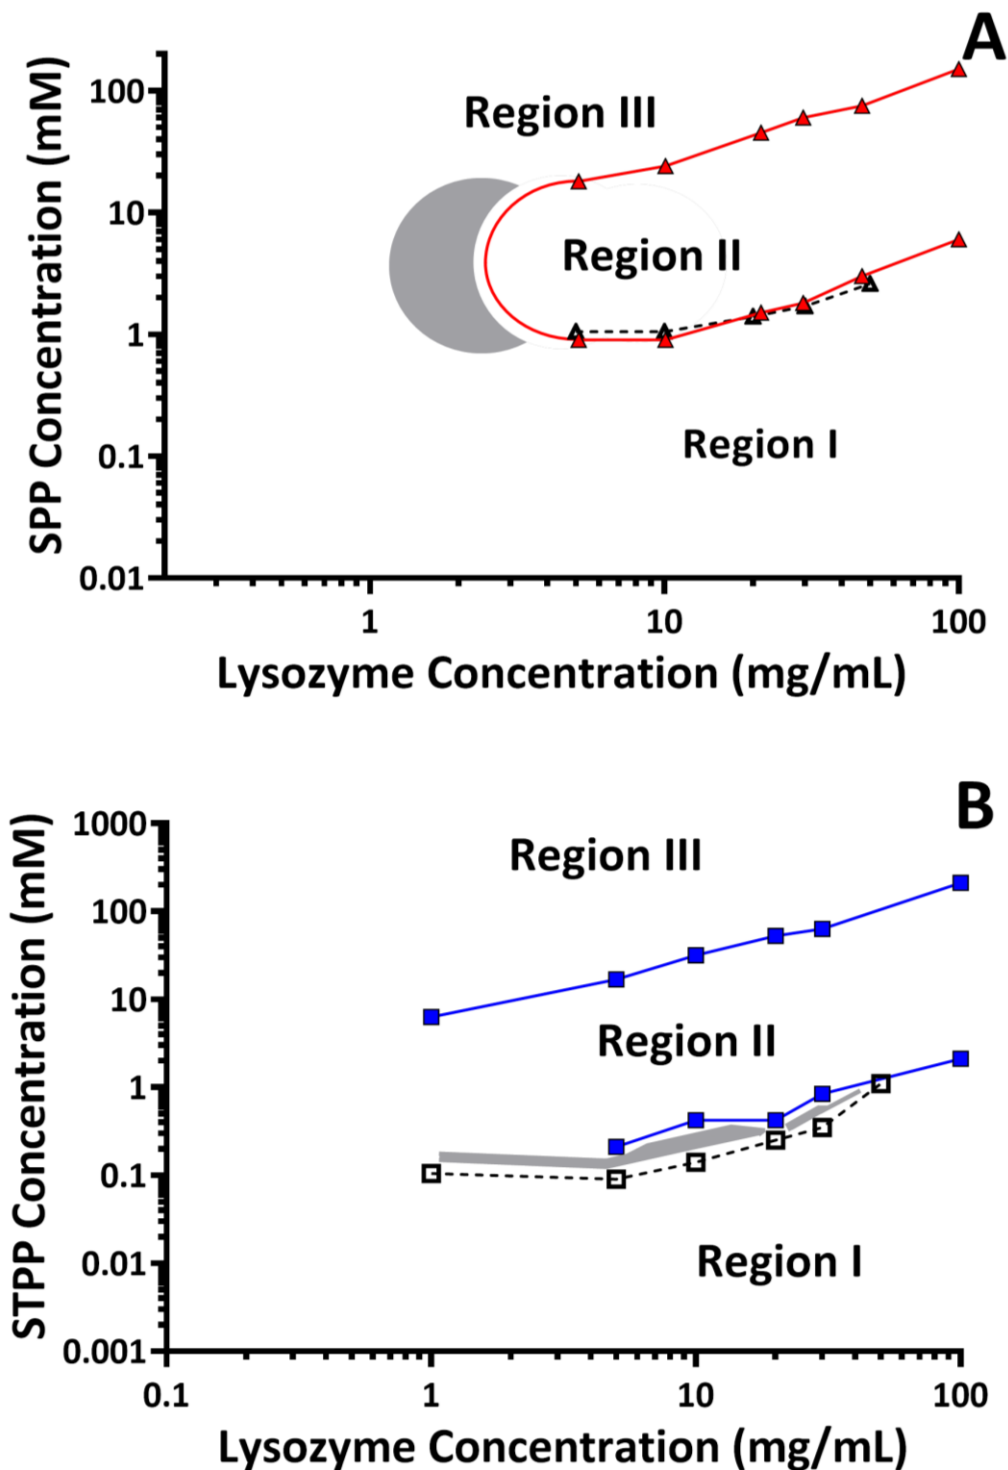 A
SPP Concentration (mM)
100
10
1
0.1
0.01
Region III
Region II
Region I
1 10 100
Lysozyme Concentration (mg/mL)
B
STPP Concentration (mM)
1000
100
10
1
0.1
0.01
0.001
Region III
Region II
Region I
0.1 1 10 100
Lysozyme Concentration (mg/mL)